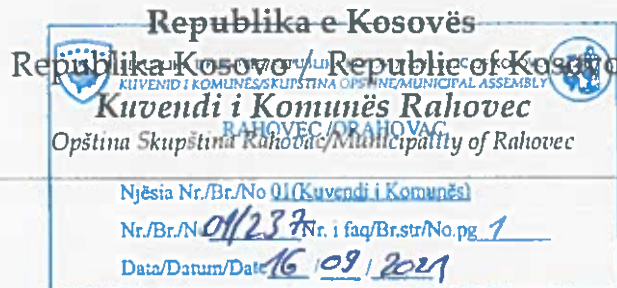 Republika e Kosovës
Republika Kosovo / Republic of Kosovo
KUVENDI I KOMUNËS/SKUPŠTINA OPŠTINE/MUNICIPAL ASSEMBLY
Kuvendi i Komunës Rahovec
RAHOVEC/ORAHOVAC
Opština Skupština Rahovac/Municipality of Rahovec
Njësia Nr./Br./No 01(Kuvendi i Komunës)
Nr./Br./N 01/237 Nr. i faq/Br.str/No.pg 1
Data/Datum/Date 16 / 09 / 2021